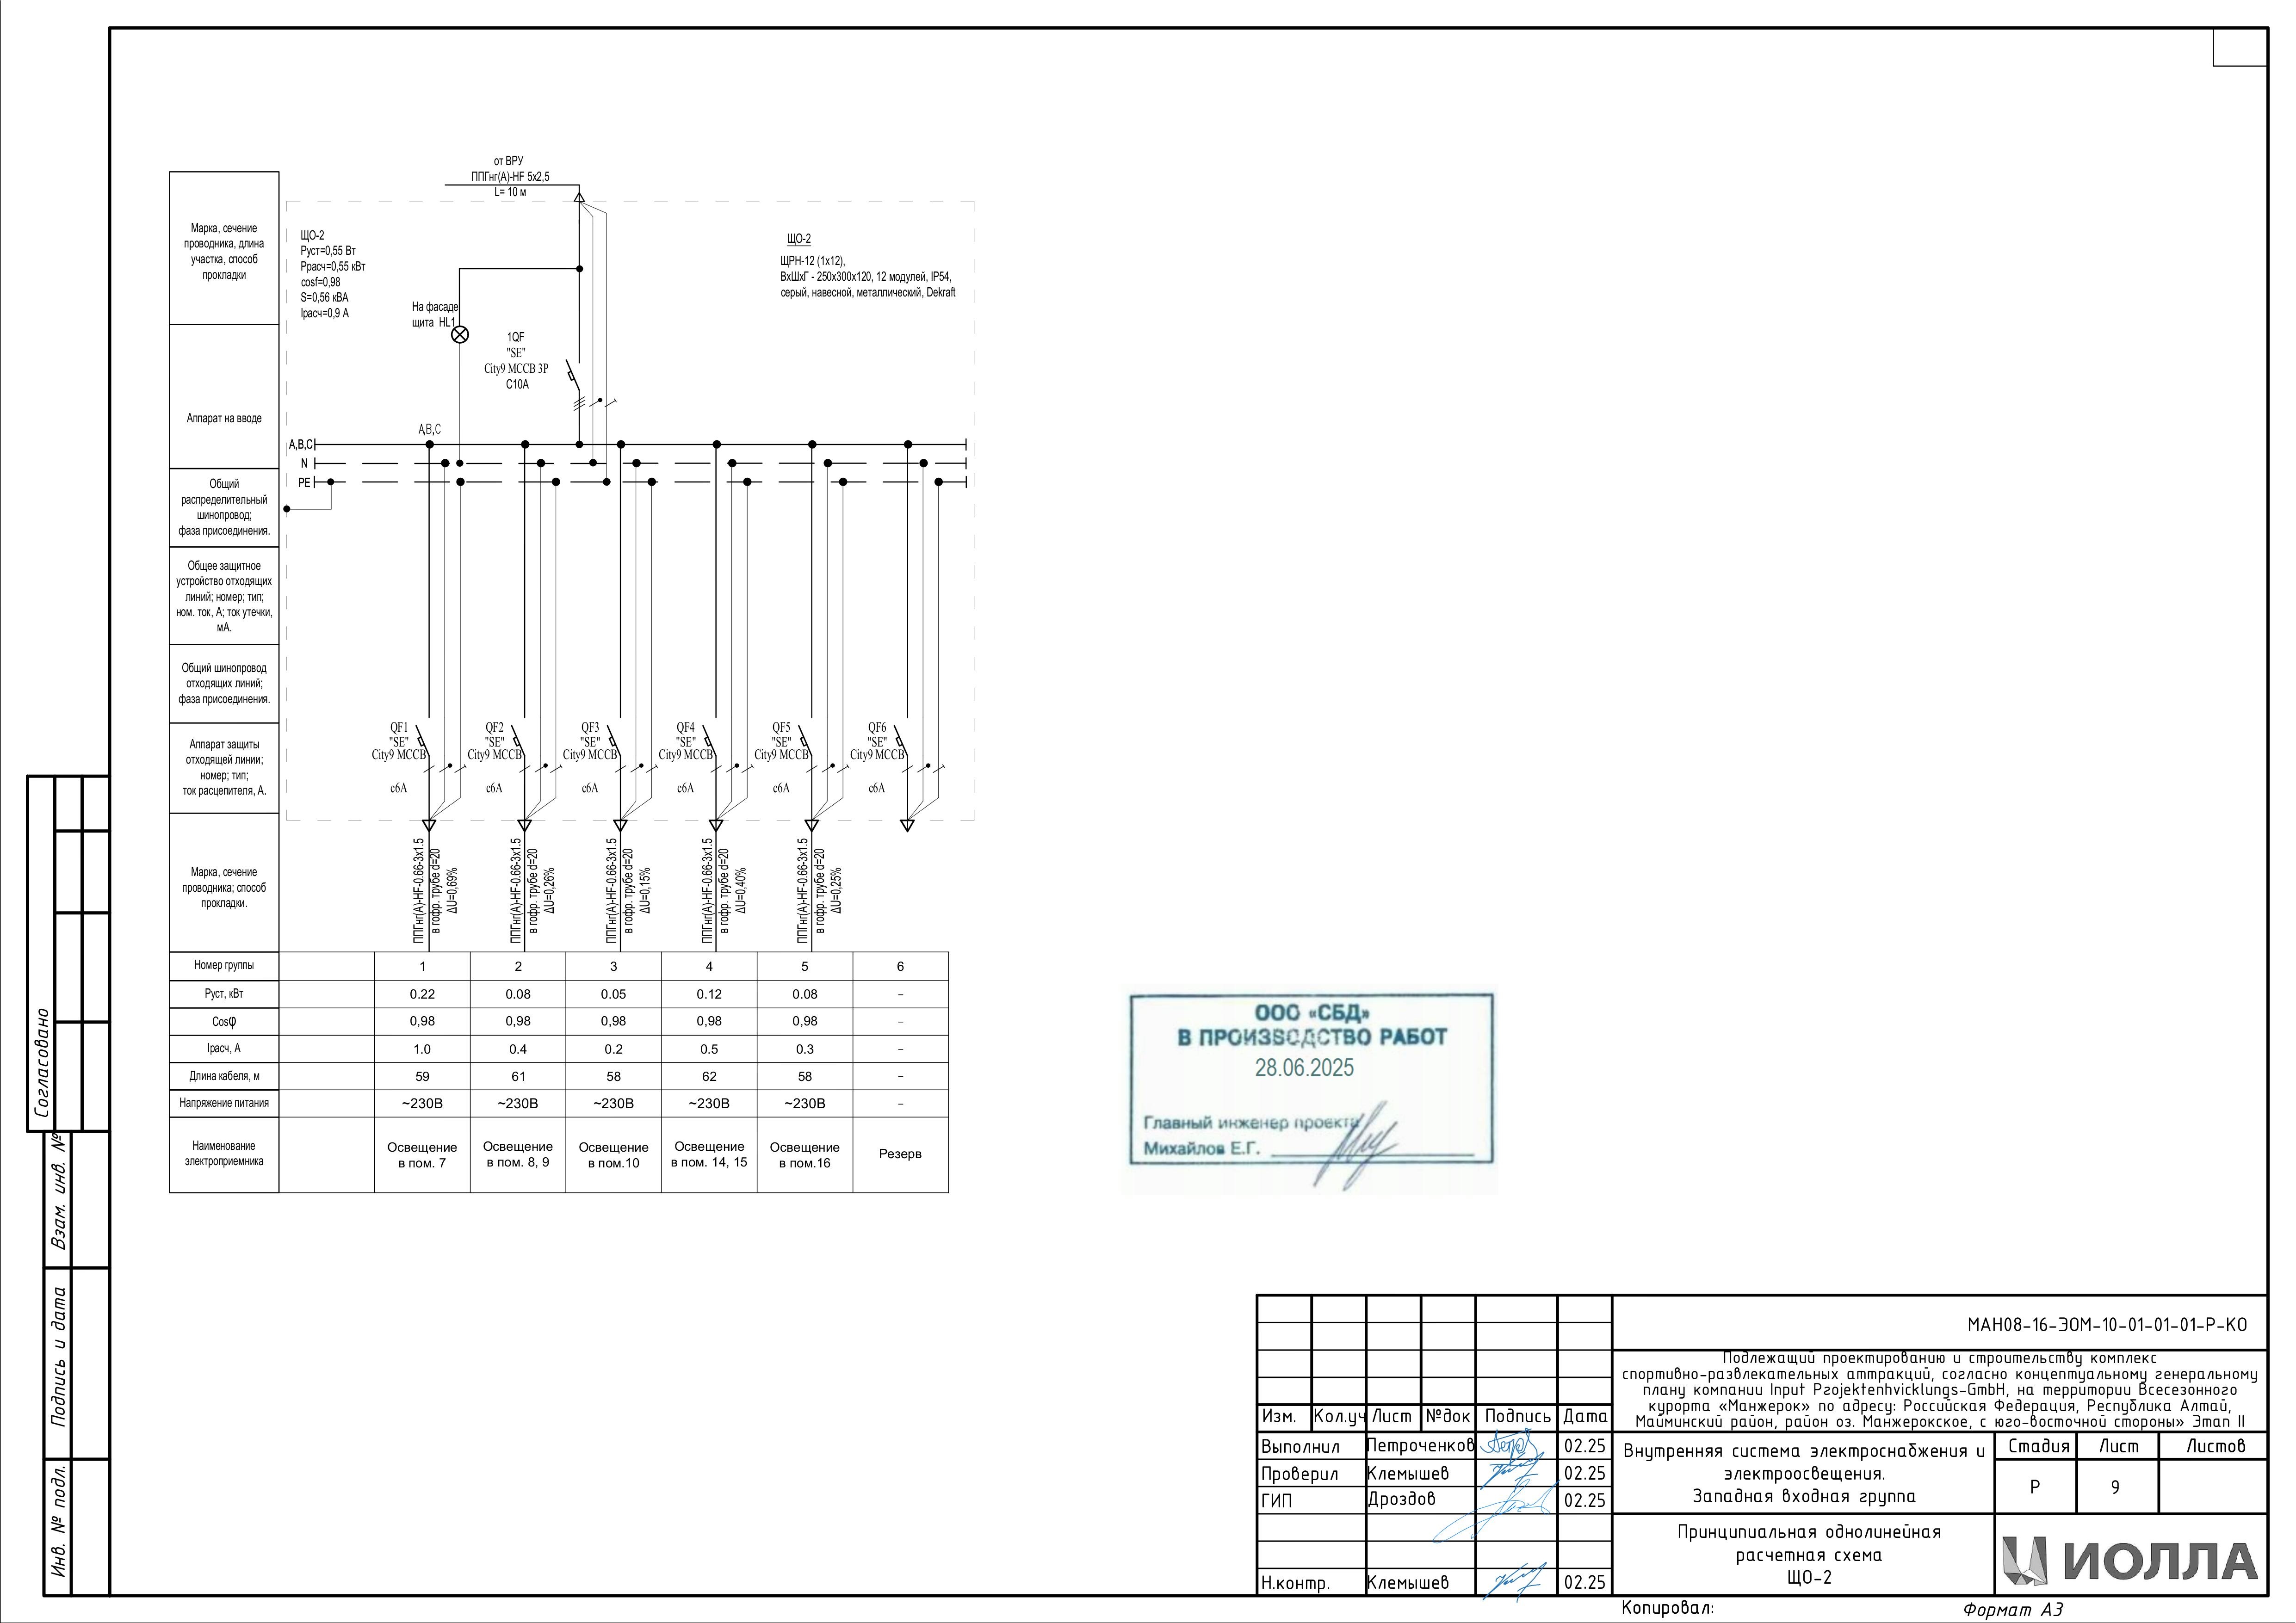 от ВРУ
ППГнг(А)-HF 5х2,5
L= 10 м
Марка, сечение
проводника, длина
участка, способ
прокладки
ЩО-2
Руст=0,55 Вт
Ррасч=0,55 кВт
cosf=0,98
S=0,56 кВА
Iрасч=0,9 А
ЩО-2
ЩРН-12 (1х12),
ВхШхГ - 250х300х120, 12 модулей, IP54,
серый, навесной, металлический, Dekraft
На фасаде
щита HL1
1QF
"SE"
City9 MCCB 3P
C10A
Аппарат на вводе
A,B,C
A,B,C
N
PE
Общий
распределительный
шинопровод;
фаза присоединения.
Общее защитное
устройство отходящих
линий; номер; тип;
ном. ток, А; ток утечки,
мА.
Общий шинопровод
отходящих линий;
фаза присоединения.
Аппарат защиты
отходящей линии;
номер; тип;
ток расцепителя, А.
QF1 QF2 QF3 QF4 QF5 QF6
"SE" "SE" "SE" "SE" "SE" "SE"
City9 MCCB City9 MCCB City9 MCCB City9 MCCB City9 MCCB City9 MCCB
c6A c6A c6A c6A c6A c6A
Марка, сечение
проводника; способ
прокладки.
ППГнг(А)-HF-0.66-3х1.5
в гофр. трубе d=20
ΔU=0,69%
ППГнг(А)-HF-0.66-3х1.5
в гофр. трубе d=20
ΔU=0,26%
ППГнг(А)-HF-0.66-3х1.5
в гофр. трубе d=20
ΔU=0,15%
ППГнг(А)-HF-0.66-3х1.5
в гофр. трубе d=20
ΔU=0,40%
ППГнг(А)-HF-0.66-3х1.5
в гофр. трубе d=20
ΔU=0,25%
Номер группы 1 2 3 4 5 6
Руст, кВт 0.22 0.08 0.05 0.12 0.08 –
Cosφ 0,98 0,98 0,98 0,98 0,98 –
Iрасч, А 1.0 0.4 0.2 0.5 0.3 –
Длина кабеля, м 59 61 58 62 58 –
Напряжение питания ~230В ~230В ~230В ~230В ~230В –
Наименование
электроприемника
Освещение
в пом. 7
Освещение
в пом. 8, 9
Освещение
в пом.10
Освещение
в пом. 14, 15
Освещение
в пом.16
Резерв
ООО «СБД»
В ПРОИЗВОДСТВО РАБОТ
28.06.2025
Главный инженер проекта
Михайлов Е.Г.
Согласовано
Взам. инв. №
Подпись и дата
Инв. № подл.
МАН08-16-ЭОМ-10-01-01-01-Р-КО
Подлежащий проектированию и строительству комплекс
спортивно-развлекательных аттракций, согласно концептуальному генеральному
плану компании Input Projektenhvicklungs-GmbH, на территории Всесезонного
курорта «Манжерок» по адресу: Российская Федерация, Республика Алтай,
Майминский район, район оз. Манжерокское, с юго-восточной стороны» Этап II
Изм. Кол.уч Лист №док Подпись Дата
Выполнил Петроченков 02.25
Проверил Клемышев 02.25
ГИП Дроздов 02.25
Н.контр. Клемышев 02.25
Внутренняя система электроснабжения и
электроосвещения.
Западная входная группа
Стадия Лист Листов
Р 9
Принципиальная однолинейная
расчетная схема
ЩО-2
ИОЛЛА
Копировал:
Формат А3